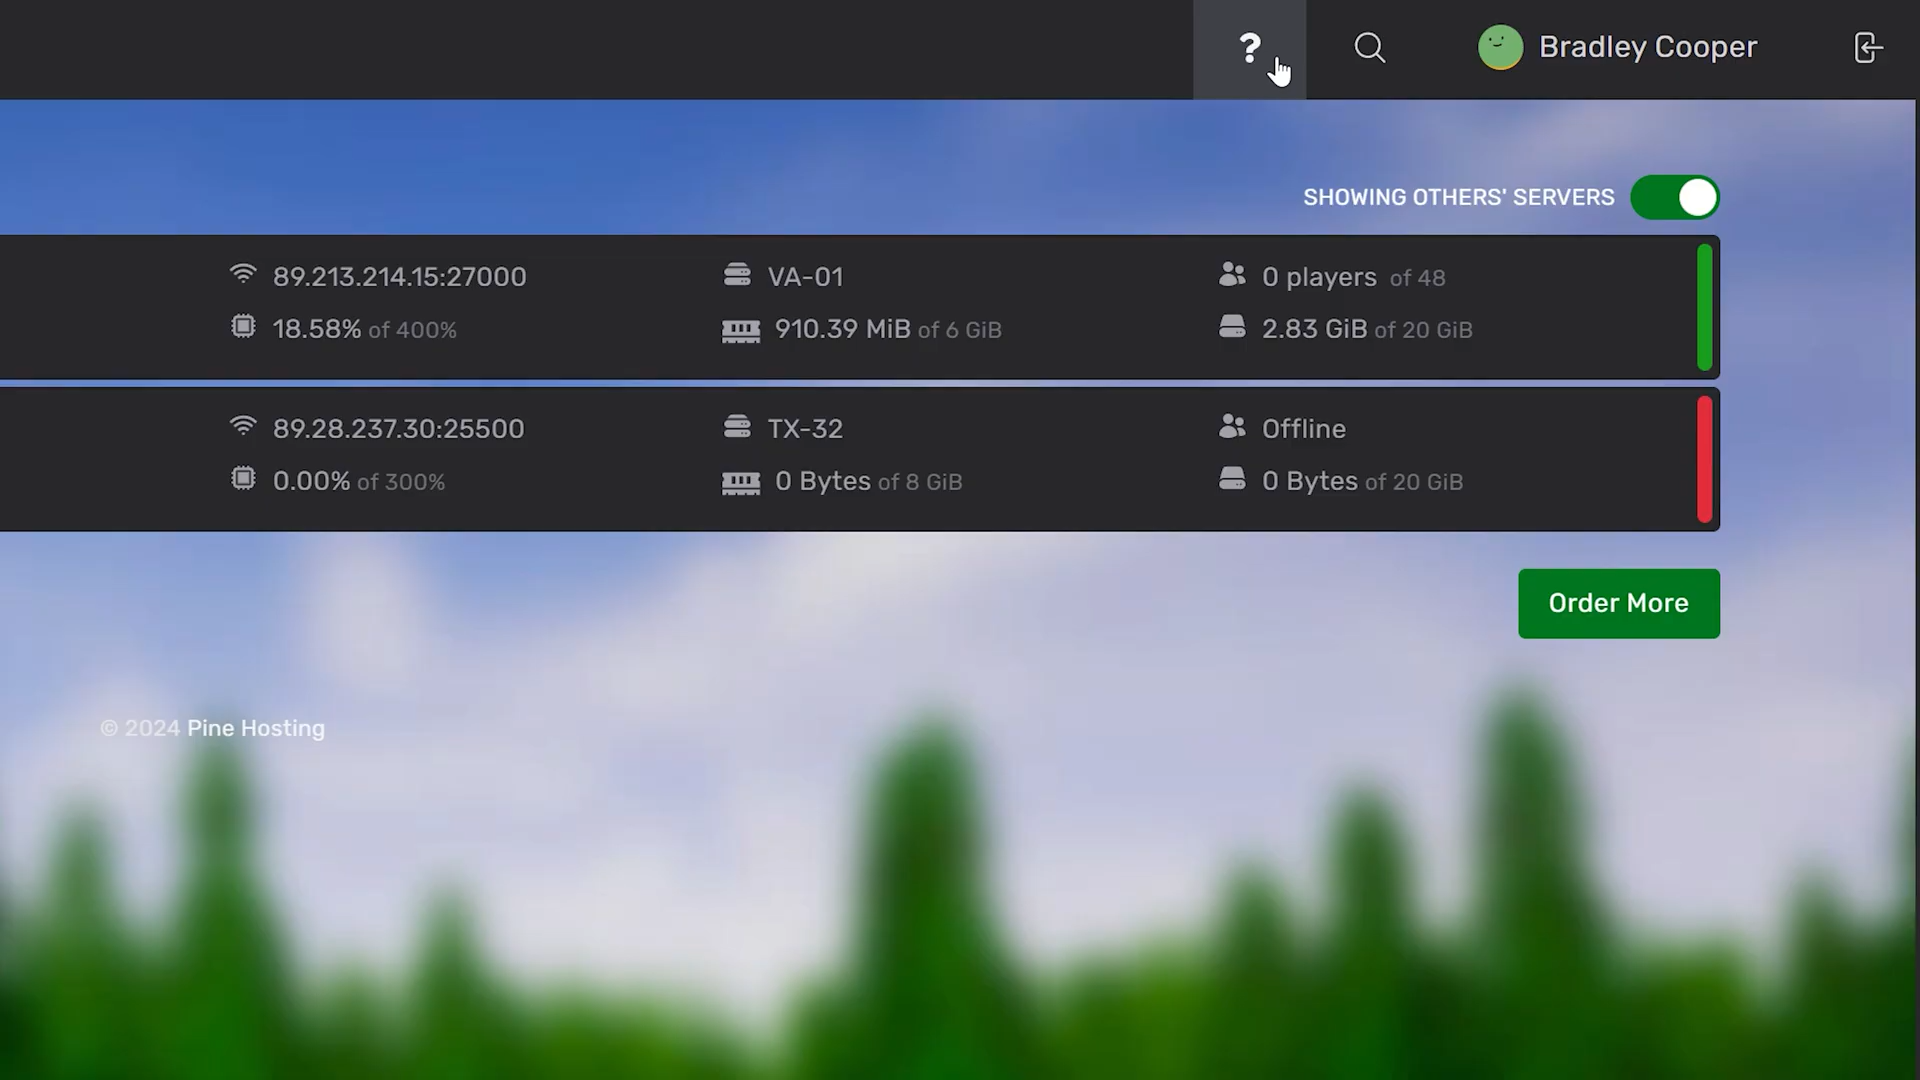 ?
Bradley Cooper
SHOWING OTHERS' SERVERS
89.213.214.15:27000
VA-01
0 players of 48
18.58% of 400%
910.39 MiB of 6 GiB
2.83 GiB of 20 GiB
89.28.237.30:25500
TX-32
Offline
0.00% of 300%
0 Bytes of 8 GiB
0 Bytes of 20 GiB
Order More
© 2024 Pine Hosting